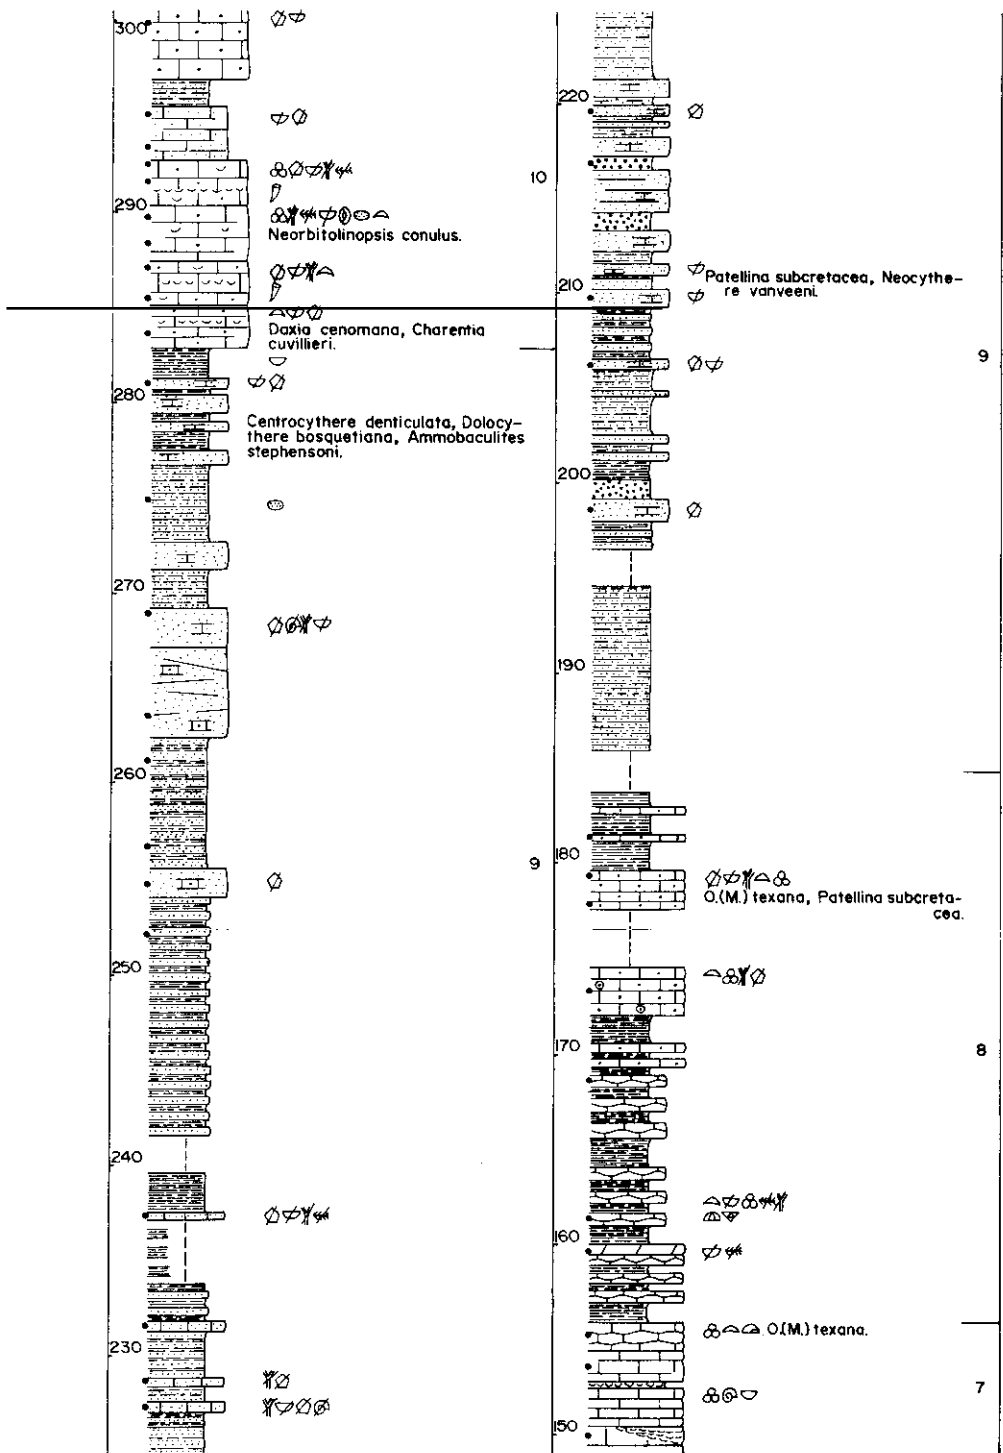 300
290
Neorbitolinopsis conulus.
10
Daxia cenomana, Charentia
cuvillieri.
280
Centrocythere denticulata, Dolocy-
there bosquetiana, Ammobaculites
stephensoni.
270
260
9
250
240
230
220
Patellina subcretacea, Neocythe-
re vanveeni.
210
9
200
190
180
O.(M.) texana, Patellina subcreta-
cea.
170
8
160
O.(M.) texana.
7
150